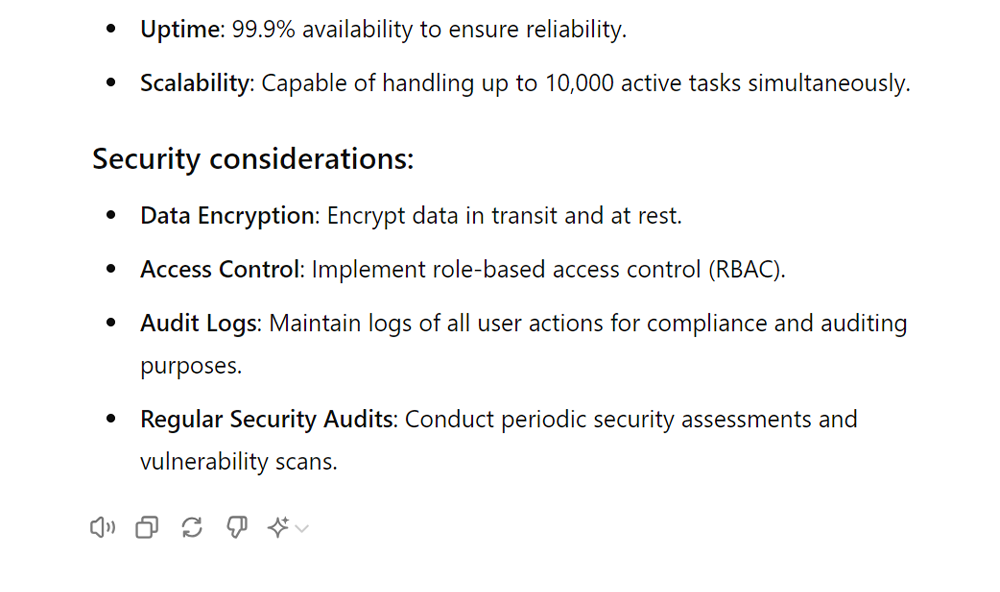 • Uptime: 99.9% availability to ensure reliability.
• Scalability: Capable of handling up to 10,000 active tasks simultaneously.
Security considerations:
• Data Encryption: Encrypt data in transit and at rest.
• Access Control: Implement role-based access control (RBAC).
• Audit Logs: Maintain logs of all user actions for compliance and auditing
purposes.
• Regular Security Audits: Conduct periodic security assessments and
vulnerability scans.